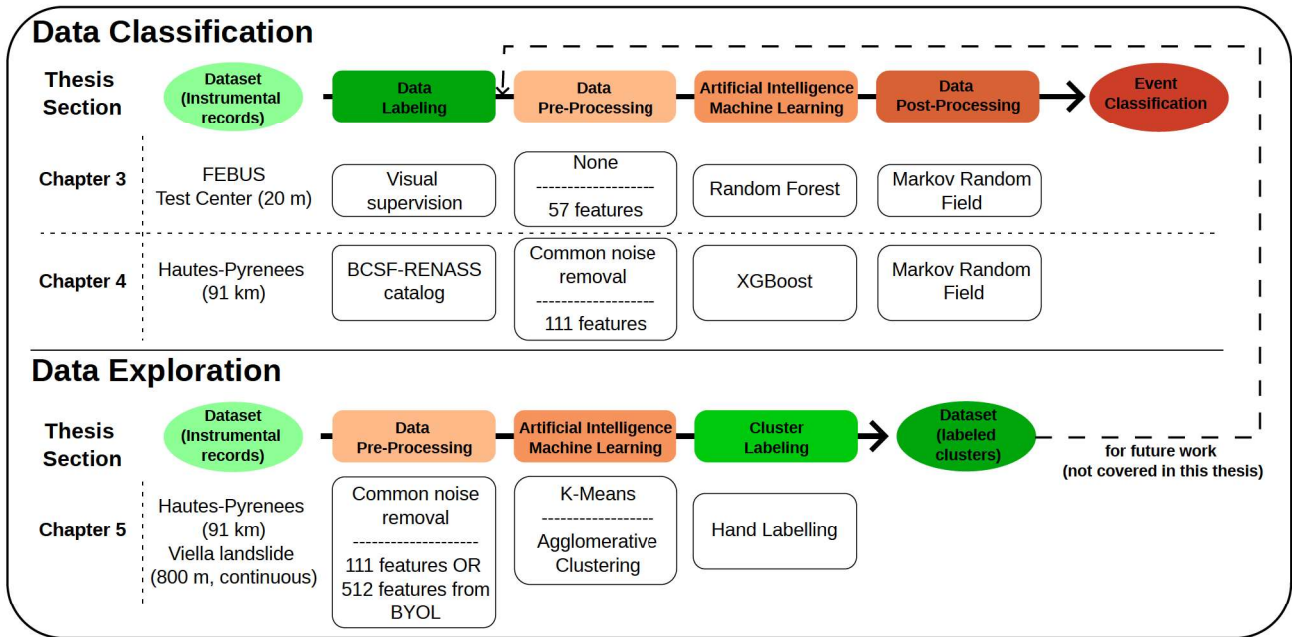 Data Classification
Thesis
Section
Dataset
(Instrumental
records)
Data
Labeling
Data
Pre-Processing
Artificial Intelligence
Machine Learning
Data
Post-Processing
Event
Classification
Chapter 3
FEBUS
Test Center (20 m)
Visual
supervision
None
--------------------
57 features
Random Forest
Markov Random
Field
Chapter 4
Hautes-Pyrenees
(91 km)
BCSF-RENASS
catalog
Common noise
removal
--------------------
111 features
XGBoost
Markov Random
Field
Data Exploration
Thesis
Section
Dataset
(Instrumental
records)
Data
Pre-Processing
Artificial Intelligence
Machine Learning
Cluster
Labeling
Dataset
(labeled
clusters)
for future work
(not covered in this thesis)
Chapter 5
Hautes-Pyrenees
(91 km)
Viella landslide
(800 m, continuous)
Common noise
removal
--------------------
111 features OR
512 features from
BYOL
K-Means
--------------------
Agglomerative
Clustering
Hand Labelling